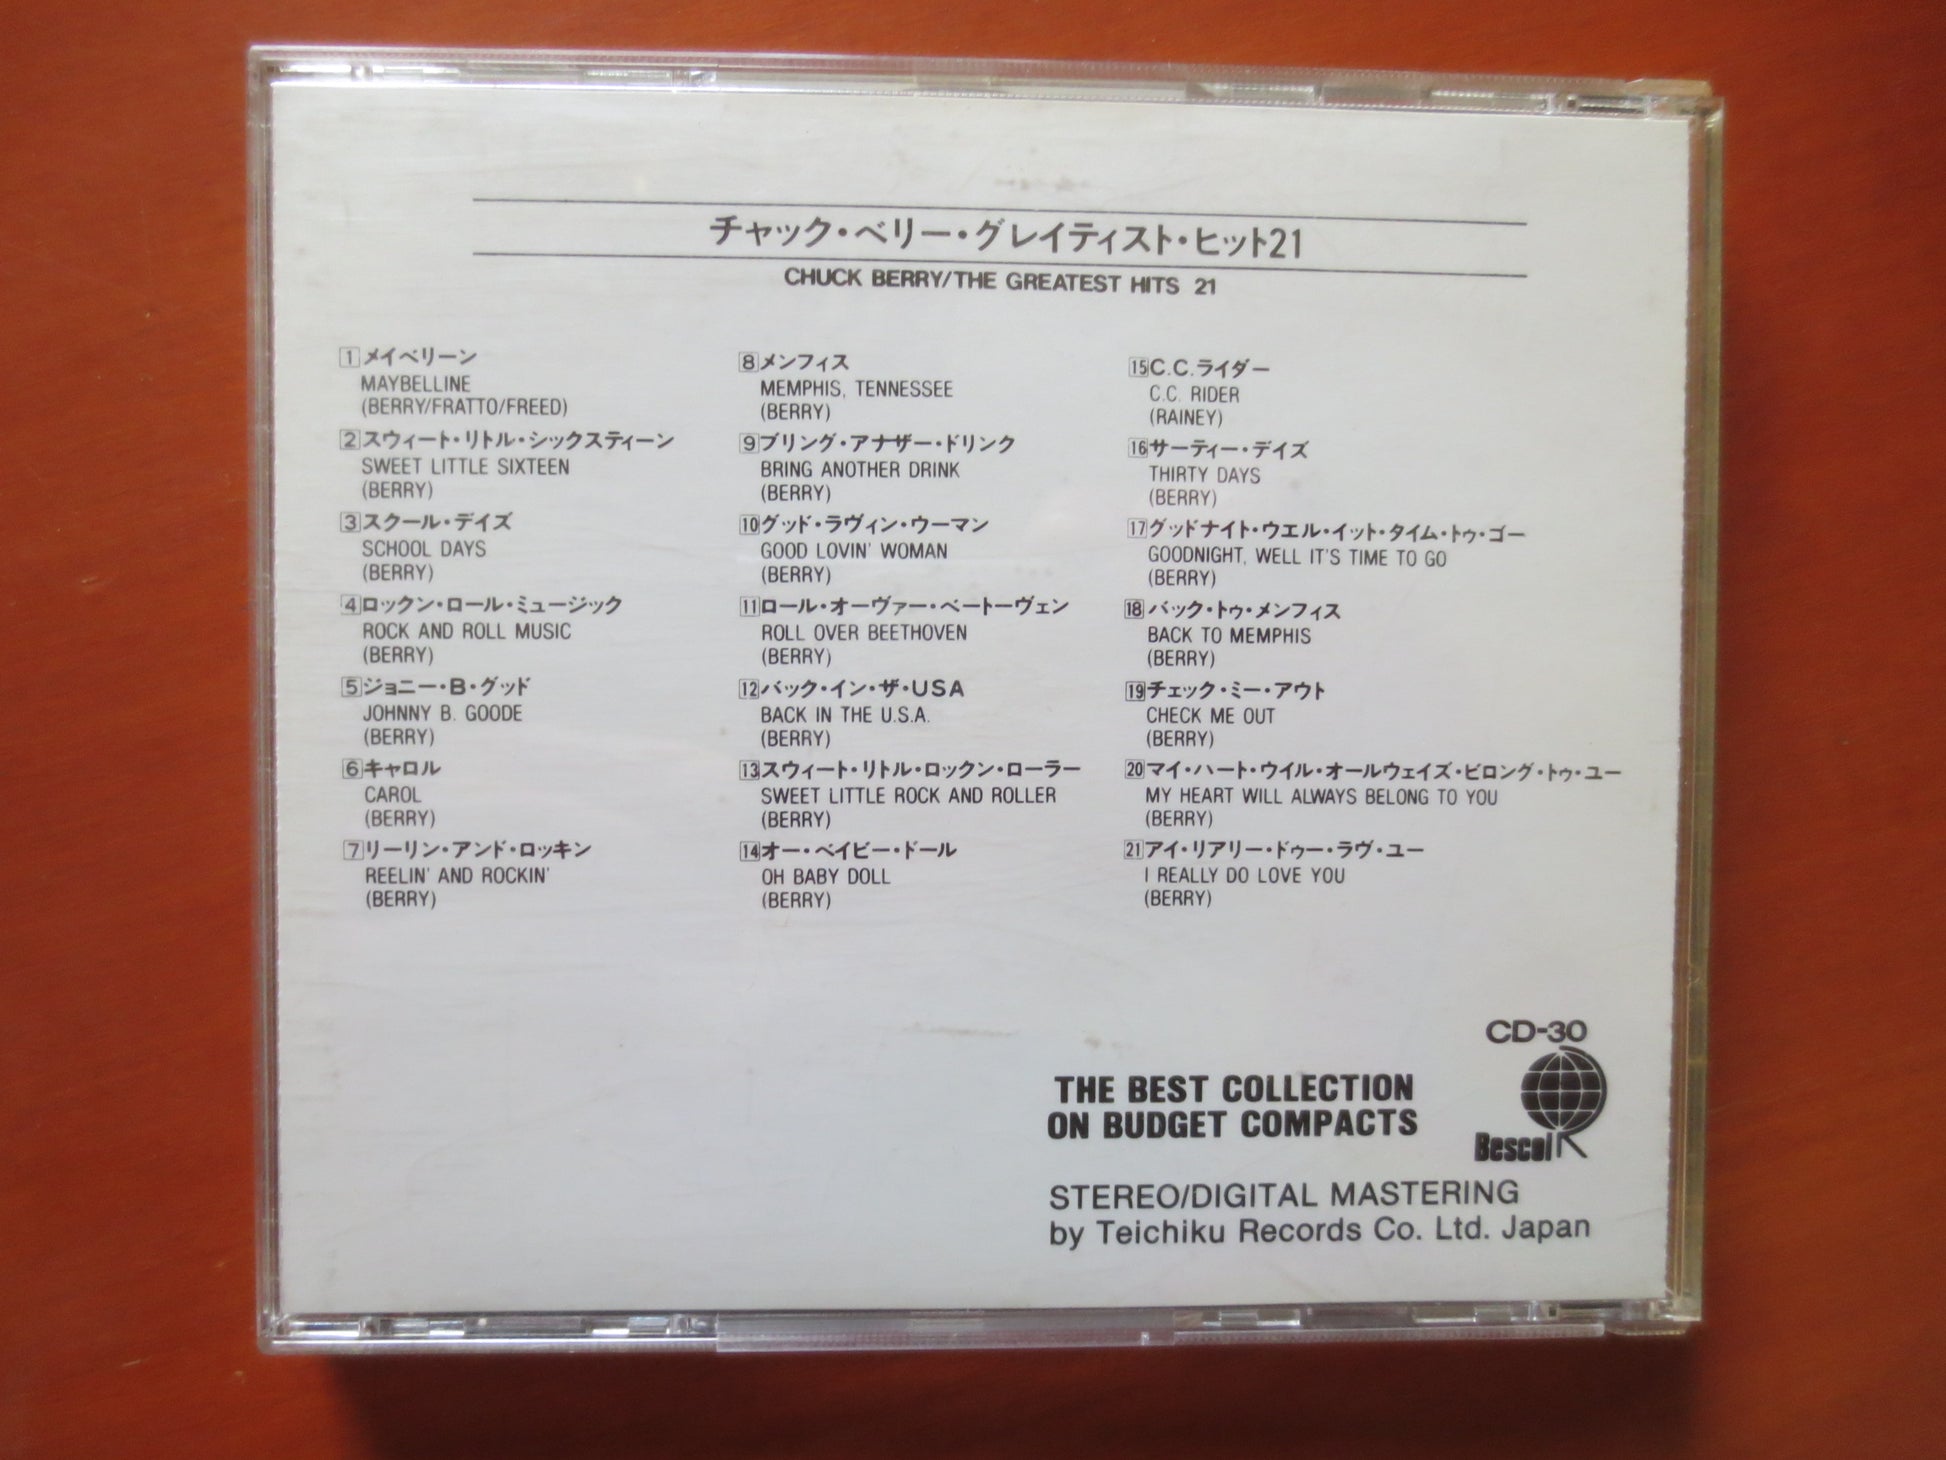 チャック・ベリー・グレイティスト・ヒット21
CHUCK BERRY/THE GREATEST HITS 21
1 メイベリーン
MAYBELLINE
(BERRY/FRATTO/FREED)
2 スウィート・リトル・シックスティーン
SWEET LITTLE SIXTEEN
(BERRY)
3 スクール・デイズ
SCHOOL DAYS
(BERRY)
4 ロックン・ロール・ミュージック
ROCK AND ROLL MUSIC
(BERRY)
5 ジョニー・B・グッド
JOHNNY B. GOODE
(BERRY)
6 キャロル
CAROL
(BERRY)
7 リーリン・アンド・ロッキン
REELIN' AND ROCKIN'
(BERRY)
8 メンフィス
MEMPHIS, TENNESSEE
(BERRY)
9 ブリング・アナザー・ドリンク
BRING ANOTHER DRINK
(BERRY)
10 グッド・ラヴィン・ウーマン
GOOD LOVIN' WOMAN
(BERRY)
11 ロール・オーヴァー・ベートーヴェン
ROLL OVER BEETHOVEN
(BERRY)
12 バック・イン・ザ・USA
BACK IN THE U.S.A.
(BERRY)
13 スウィート・リトル・ロックン・ローラー
SWEET LITTLE ROCK AND ROLLER
(BERRY)
14 オー・ベイビー・ドール
OH BABY DOLL
(BERRY)
15 C.C.ライダー
C.C. RIDER
(RAINEY)
16 サーティー・デイズ
THIRTY DAYS
(BERRY)
17 グッドナイト・ウエル・イット・タイム・トゥ・ゴー
GOODNIGHT, WELL IT'S TIME TO GO
(BERRY)
18 バック・トゥ・メンフィス
BACK TO MEMPHIS
(BERRY)
19 チェック・ミー・アウト
CHECK ME OUT
(BERRY)
20 マイ・ハート・ウイル・オールウェイズ・ビロング・トゥ・ユー
MY HEART WILL ALWAYS BELONG TO YOU
(BERRY)
21 アイ・リアリー・ドゥー・ラヴ・ユー
I REALLY DO LOVE YOU
(BERRY)
CD-30
THE BEST COLLECTION
ON BUDGET COMPACTS
Bescol
STEREO/DIGITAL MASTERING
by Teichiku Records Co. Ltd. Japan